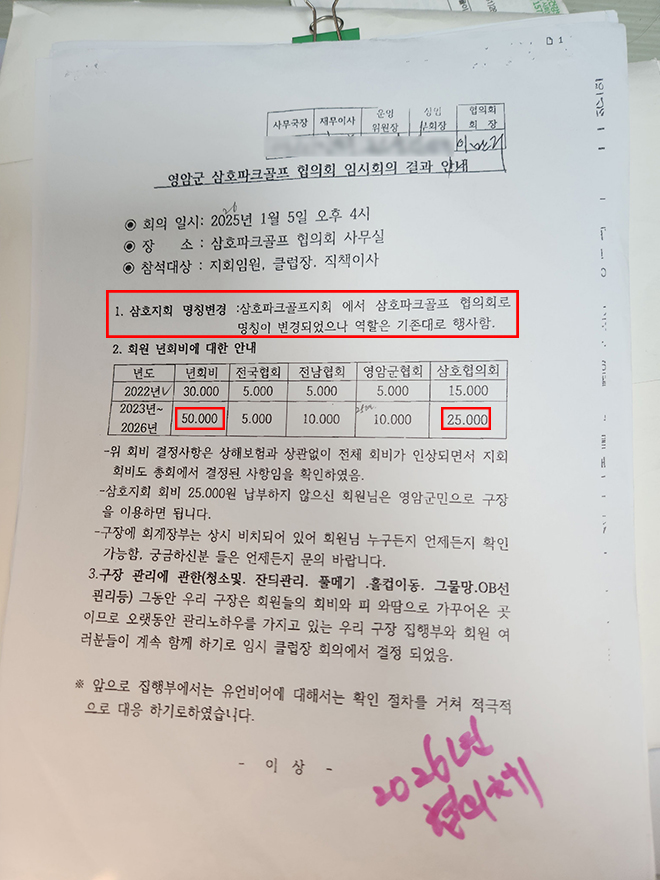 D 1
사무국장 재무이사 운영 위원장 부회장 협의회 회 장
영암군 삼호파크골프 협의회 임시회의 결과 안내
26
◉ 회의 일시: 2025년 1월 5일 오후 4시
◉ 장 소 : 삼호파크골프 협의회 사무실
◉ 참석대상 : 지회임원, 클럽장. 직책이사
1. 삼호지회 명칭변경 :삼호파크골프지회 에서 삼호파크골프 협의회로
명칭이 변경되었으나 역할은 기존대로 행사함.
2. 회원 년회비에 대한 안내
년도 년회비 전국협회 전남협회 영암군협회 삼호협의회
2022년 30.000 5.000 5.000 5.000 15.000
2023년~
2026년 50.000 5.000 10.000 10.000 25.000
-위 회비 결정사항은 상해보험과 상관없이 전체 회비가 인상되면서 지회
회비도 총회에서 결정된 사항임을 확인하였음.
-삼호지회 회비 25.000원 납부하지 않으신 회원님은 영암군민으로 구장
을 이용하면 됩니다.
-구장에 회계장부는 상시 비치되어 있어 회원님 누구든지 언제든지 확인
가능함, 궁금하신분 들은 언제든지 문의 바랍니다.
3.구장 관리에 관한(청소및. 잔듸관리. 풀메기 .홀컵이동. 그물망.OB선
관리등) 그동안 우리 구장은 회원들의 회비와 피 와땀으로 가꾸어온 곳
이므로 오랫동안 관리노하우를 가지고 있는 우리 구장 집행부와 회원 여
러분들이 계속 함께 하기로 임시 클럽장 회의에서 결정 되었음.
※ 앞으로 집행부에서는 유언비어에 대해서는 확인 절차를 거쳐 적극적
으로 대응 하기로하였습니다.
- 이 상 -
2026년
협의체